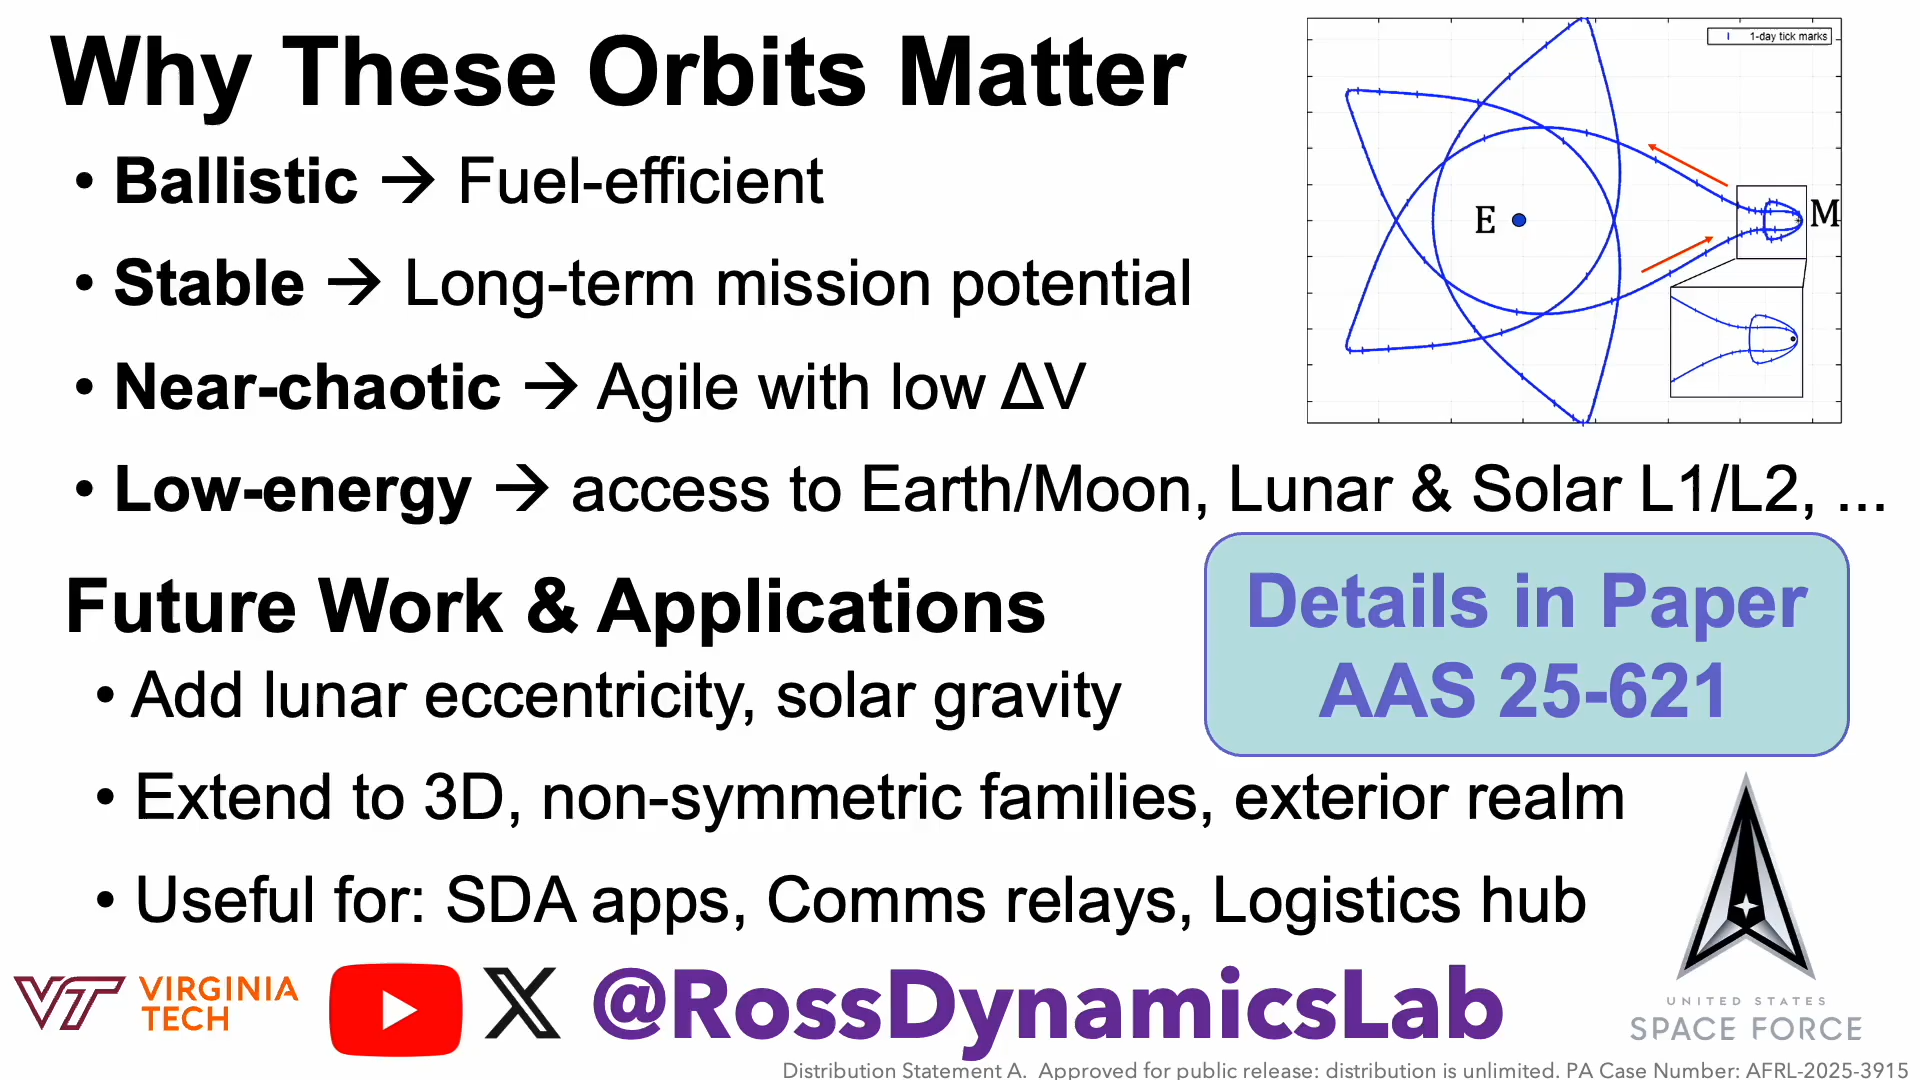 Why These Orbits Matter
• Ballistic → Fuel-efficient
• Stable → Long-term mission potential
• Near-chaotic → Agile with low ΔV
• Low-energy → access to Earth/Moon, Lunar & Solar L1/L2, ...
1-day tick marks
E
M
Future Work & Applications
• Add lunar eccentricity, solar gravity
• Extend to 3D, non-symmetric families, exterior realm
• Useful for: SDA apps, Comms relays, Logistics hub
Details in Paper
AAS 25-621
VT VIRGINIA
TECH
X
@RossDynamicsLab
UNITED STATES
SPACE FORCE
Distribution Statement A. Approved for public release: distribution is unlimited. PA Case Number: AFRL-2025-3915